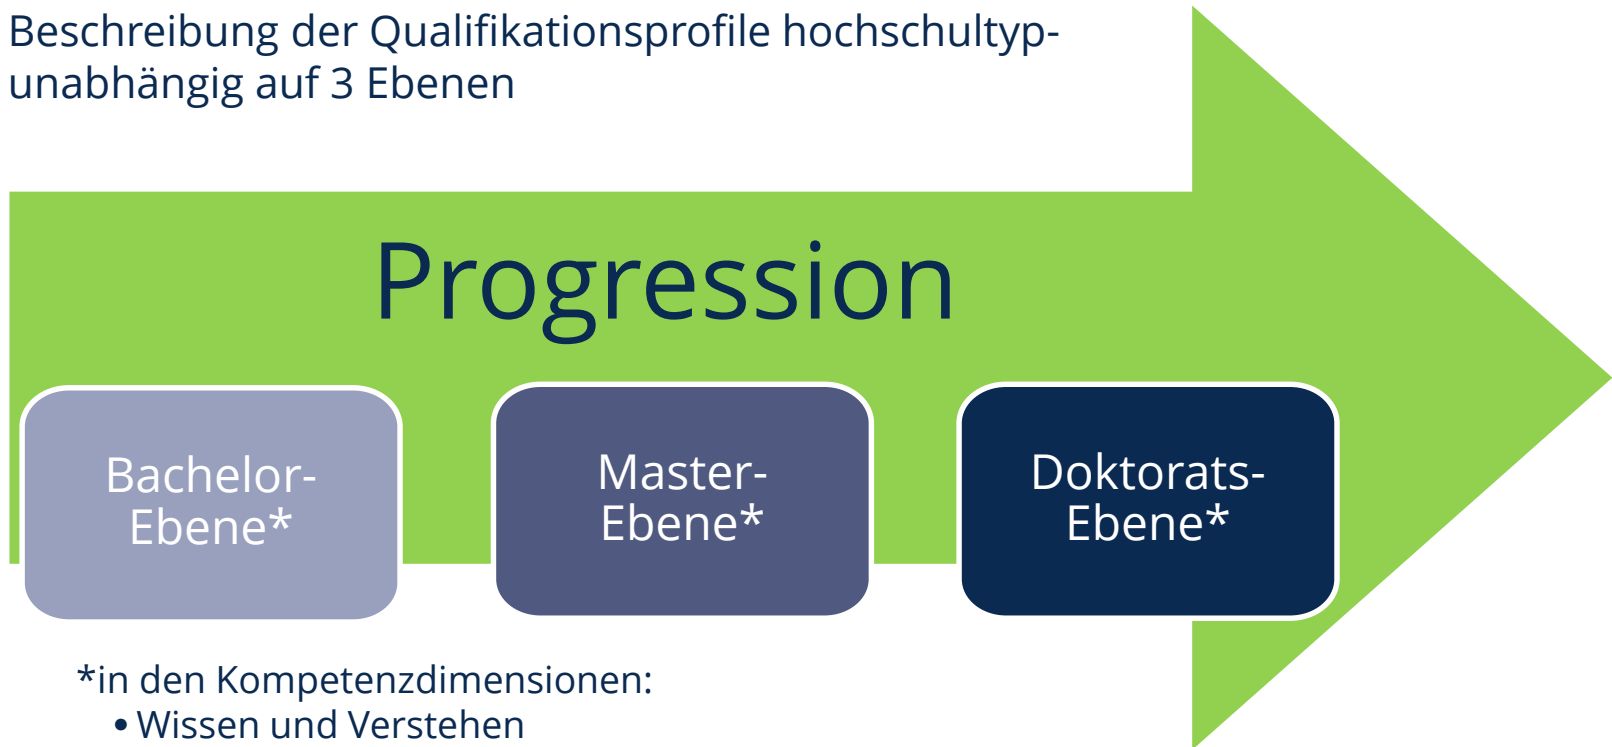 Beschreibung der Qualifikationsprofile hochschultyp-
unabhängig auf 3 Ebenen
Progression
Bachelor-
Ebene*
Master-
Ebene*
Doktorats-
Ebene*
*in den Kompetenzdimensionen:
• Wissen und Verstehen